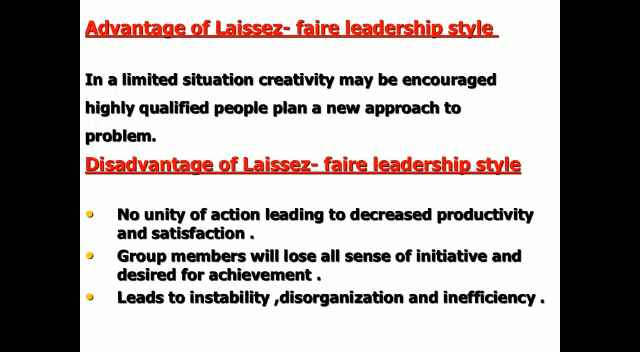 Advantage of Laissez- faire leadership style
In a limited situation creativity may be encouraged
highly qualified people plan a new approach to
problem.
Disadvantage of Laissez- faire leadership style
• No unity of action leading to decreased productivity
and satisfaction .
• Group members will lose all sense of initiative and
desired for achievement .
• Leads to instability ,disorganization and inefficiency .